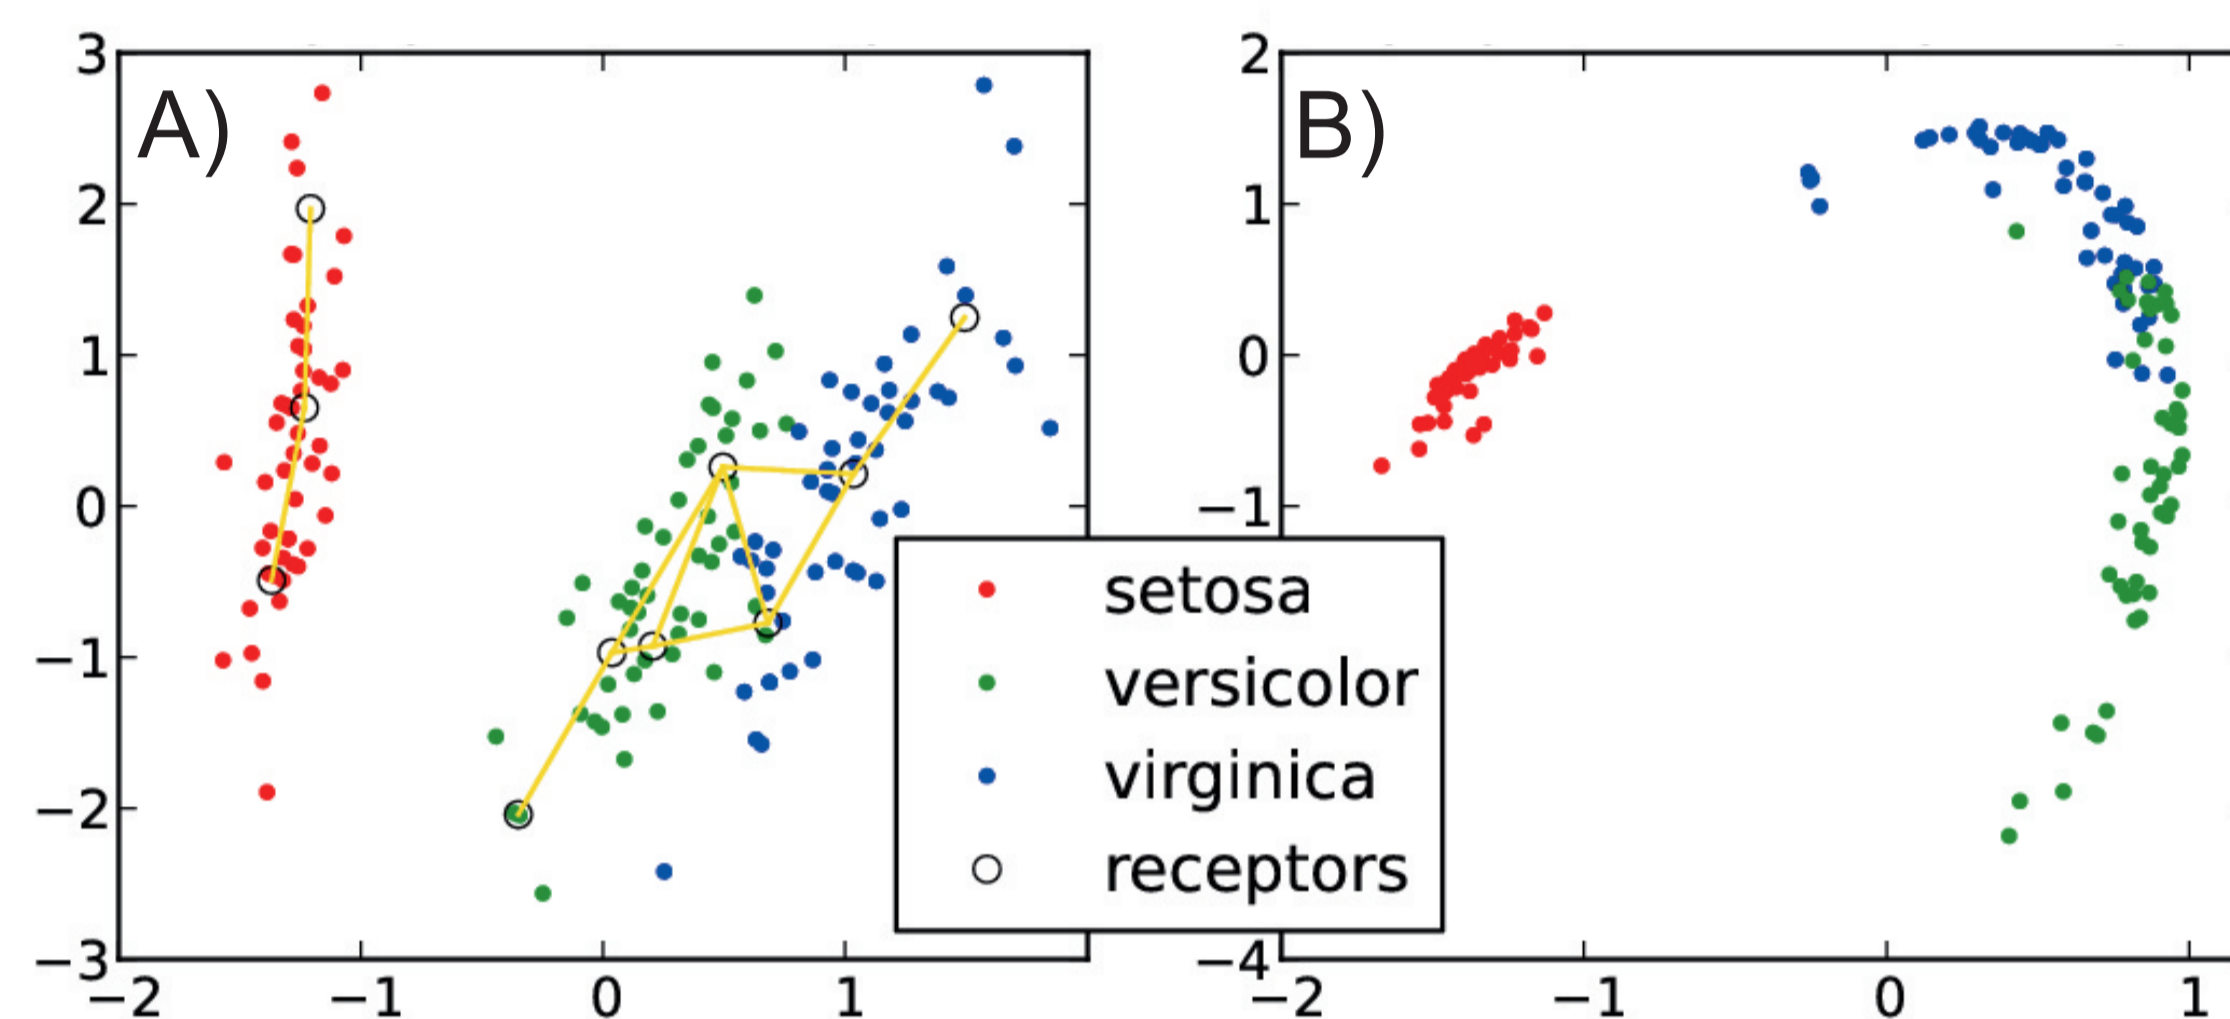 A)
3
2
1
0
−1
−2
−3
−2 −1 0 1
B)
2
1
0
−1
−4
−2 −1 0 1
setosa
versicolor
virginica
receptors